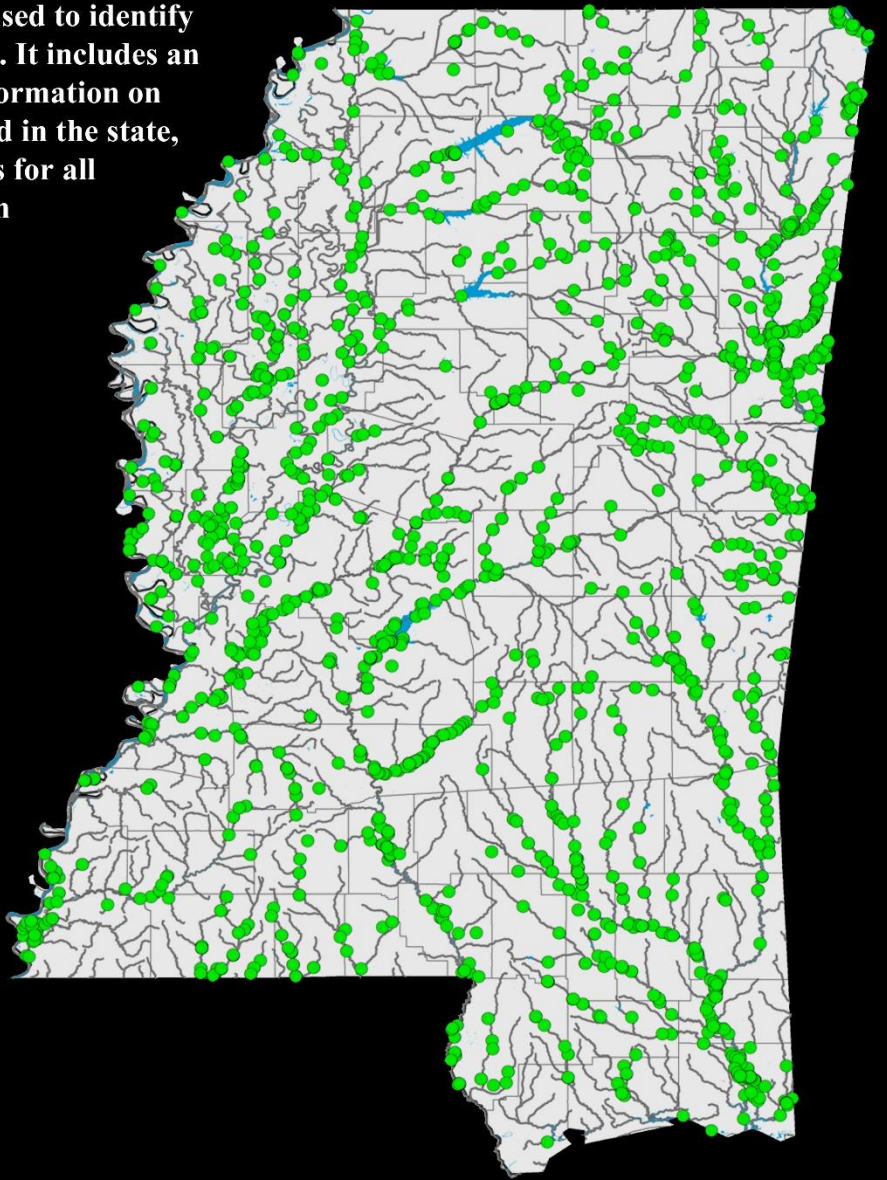 sed to identify
. It includes an
ormation on
d in the state,
s for all
n